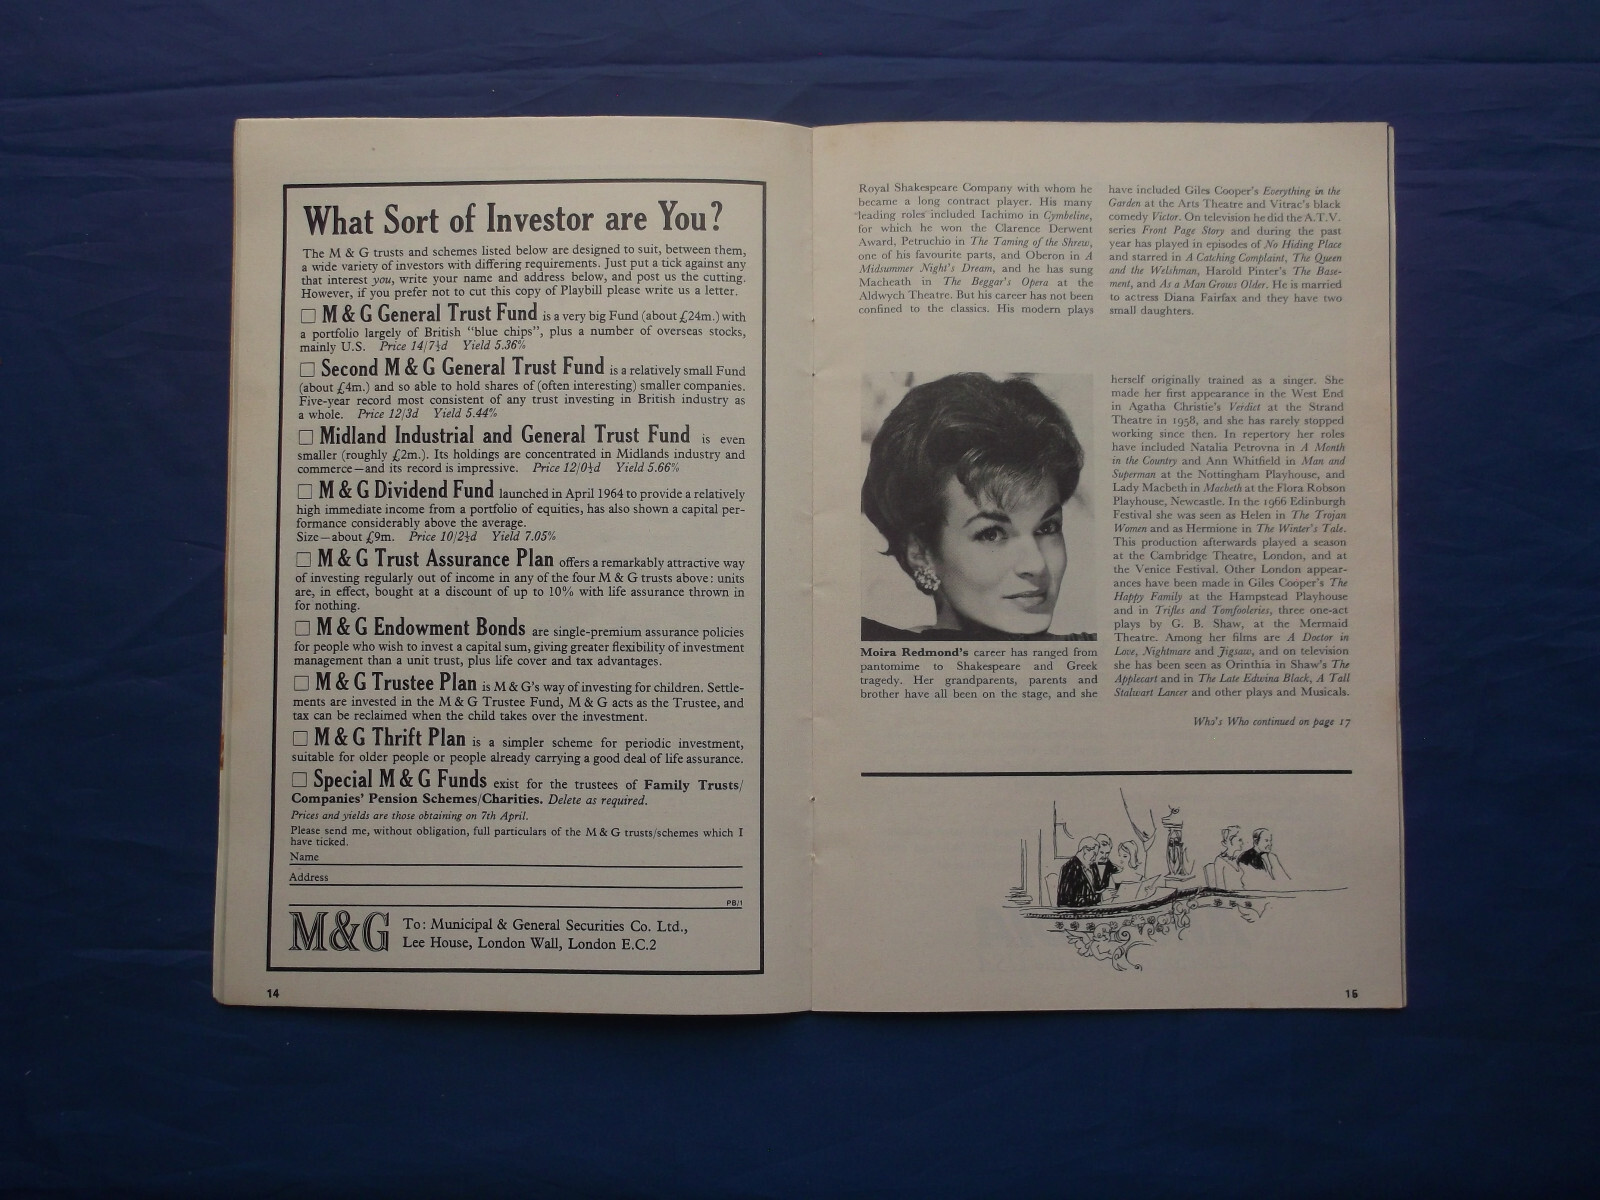 What Sort of Investor are You?
The M & G trusts and schemes listed below are designed to suit, between them,
a wide variety of investors with differing requirements. Just put a tick against any
that interest you, write your name and address below, and post us the cutting.
However, if you prefer not to cut this copy of Playbill please write us a letter.
M & G General Trust Fund is a very big Fund (about £24m.) with
a portfolio largely of British "blue chips", plus a number of overseas stocks,
mainly U.S. Price 14/7½d Yield 5.36%
Second M & G General Trust Fund is a relatively small Fund
(about £4m.) and so able to hold shares of (often interesting) smaller companies.
Five-year record most consistent of any trust investing in British industry as
a whole. Price 12/3d Yield 5.44%
Midland Industrial and General Trust Fund is even
smaller (roughly £2m.). Its holdings are concentrated in Midlands industry and
commerce—and its record is impressive. Price 12/0½d Yield 5.66%
M & G Dividend Fund launched in April 1964 to provide a relatively
high immediate income from a portfolio of equities, has also shown a capital per-
formance considerably above the average.
Size—about £9m. Price 10/2½d Yield 7.05%
M & G Trust Assurance Plan offers a remarkably attractive way
of investing regularly out of income in any of the four M & G trusts above: units
are, in effect, bought at a discount of up to 10% with life assurance thrown in
for nothing.
M & G Endowment Bonds are single-premium assurance policies
for people who wish to invest a capital sum, giving greater flexibility of investment
management than a unit trust, plus life cover and tax advantages.
M & G Trustee Plan is M & G's way of investing for children. Settle-
ments are invested in the M & G Trustee Fund, M & G acts as the Trustee, and
tax can be reclaimed when the child takes over the investment.
M & G Thrift Plan is a simpler scheme for periodic investment,
suitable for older people or people already carrying a good deal of life assurance.
Special M & G Funds exist for the trustees of Family Trusts/
Companies' Pension Schemes/Charities. Delete as required.
Prices and yields are those obtaining on 7th April.
Please send me, without obligation, full particulars of the M & G trusts/schemes which I
have ticked.
Name
Address
PB/1
M&G To: Municipal & General Securities Co. Ltd.,
Lee House, London Wall, London E.C.2
14
Royal Shakespeare Company with whom he
became a long contract player. His many
leading roles included Iachimo in Cymbeline,
for which he won the Clarence Derwent
Award, Petruchio in The Taming of the Shrew,
one of his favourite parts, and Oberon in A
Midsummer Night's Dream, and he has sung
Macheath in The Beggar's Opera at the
Aldwych Theatre. But his career has not been
confined to the classics. His modern plays
have included Giles Cooper's Everything in the
Garden at the Arts Theatre and Vitrac's black
comedy Victor. On television he did the A.T.V.
series Front Page Story and during the past
year has played in episodes of No Hiding Place
and starred in A Catching Complaint, The Queen
and the Welshman, Harold Pinter's The Base-
ment, and As a Man Grows Older. He is married
to actress Diana Fairfax and they have two
small daughters.
Moira Redmond's career has ranged from
pantomime to Shakespeare and Greek
tragedy. Her grandparents, parents and
brother have all been on the stage, and she
herself originally trained as a singer. She
made her first appearance in the West End
in Agatha Christie's Verdict at the Strand
Theatre in 1958, and she has rarely stopped
working since then. In repertory her roles
have included Natalia Petrovna in A Month
in the Country and Ann Whitfield in Man and
Superman at the Nottingham Playhouse, and
Lady Macbeth in Macbeth at the Flora Robson
Playhouse, Newcastle. In the 1966 Edinburgh
Festival she was seen as Helen in The Trojan
Women and as Hermione in The Winter's Tale.
This production afterwards played a season
at the Cambridge Theatre, London, and at
the Venice Festival. Other London appear-
ances have been made in Giles Cooper's The
Happy Family at the Hampstead Playhouse
and in Trifles and Tomfooleries, three one-act
plays by G. B. Shaw, at the Mermaid
Theatre. Among her films are A Doctor in
Love, Nightmare and Jigsaw, and on television
she has been seen as Orinthia in Shaw's The
Applecart and in The Late Edwina Black, A Tall
Stalwart Lancer and other plays and Musicals.
Who's Who continued on page 17
15